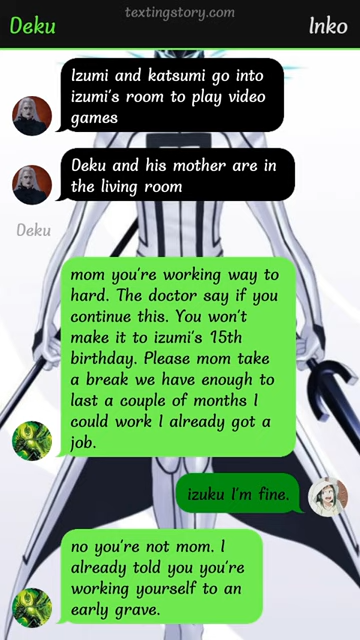 textingstory.com
Deku
Inko
Izumi and katsumi go into
izumi's room to play video
games
Deku and his mother are in
the living room
Deku
mom you're working way to
hard. The doctor say if you
continue this. You won't
make it to izumi's 15th
birthday. Please mom take
a break we have enough to
last a couple of months I
could work I already got a
job.
izuku I'm fine.
no you're not mom. I
already told you you're
working yourself to an
early grave.